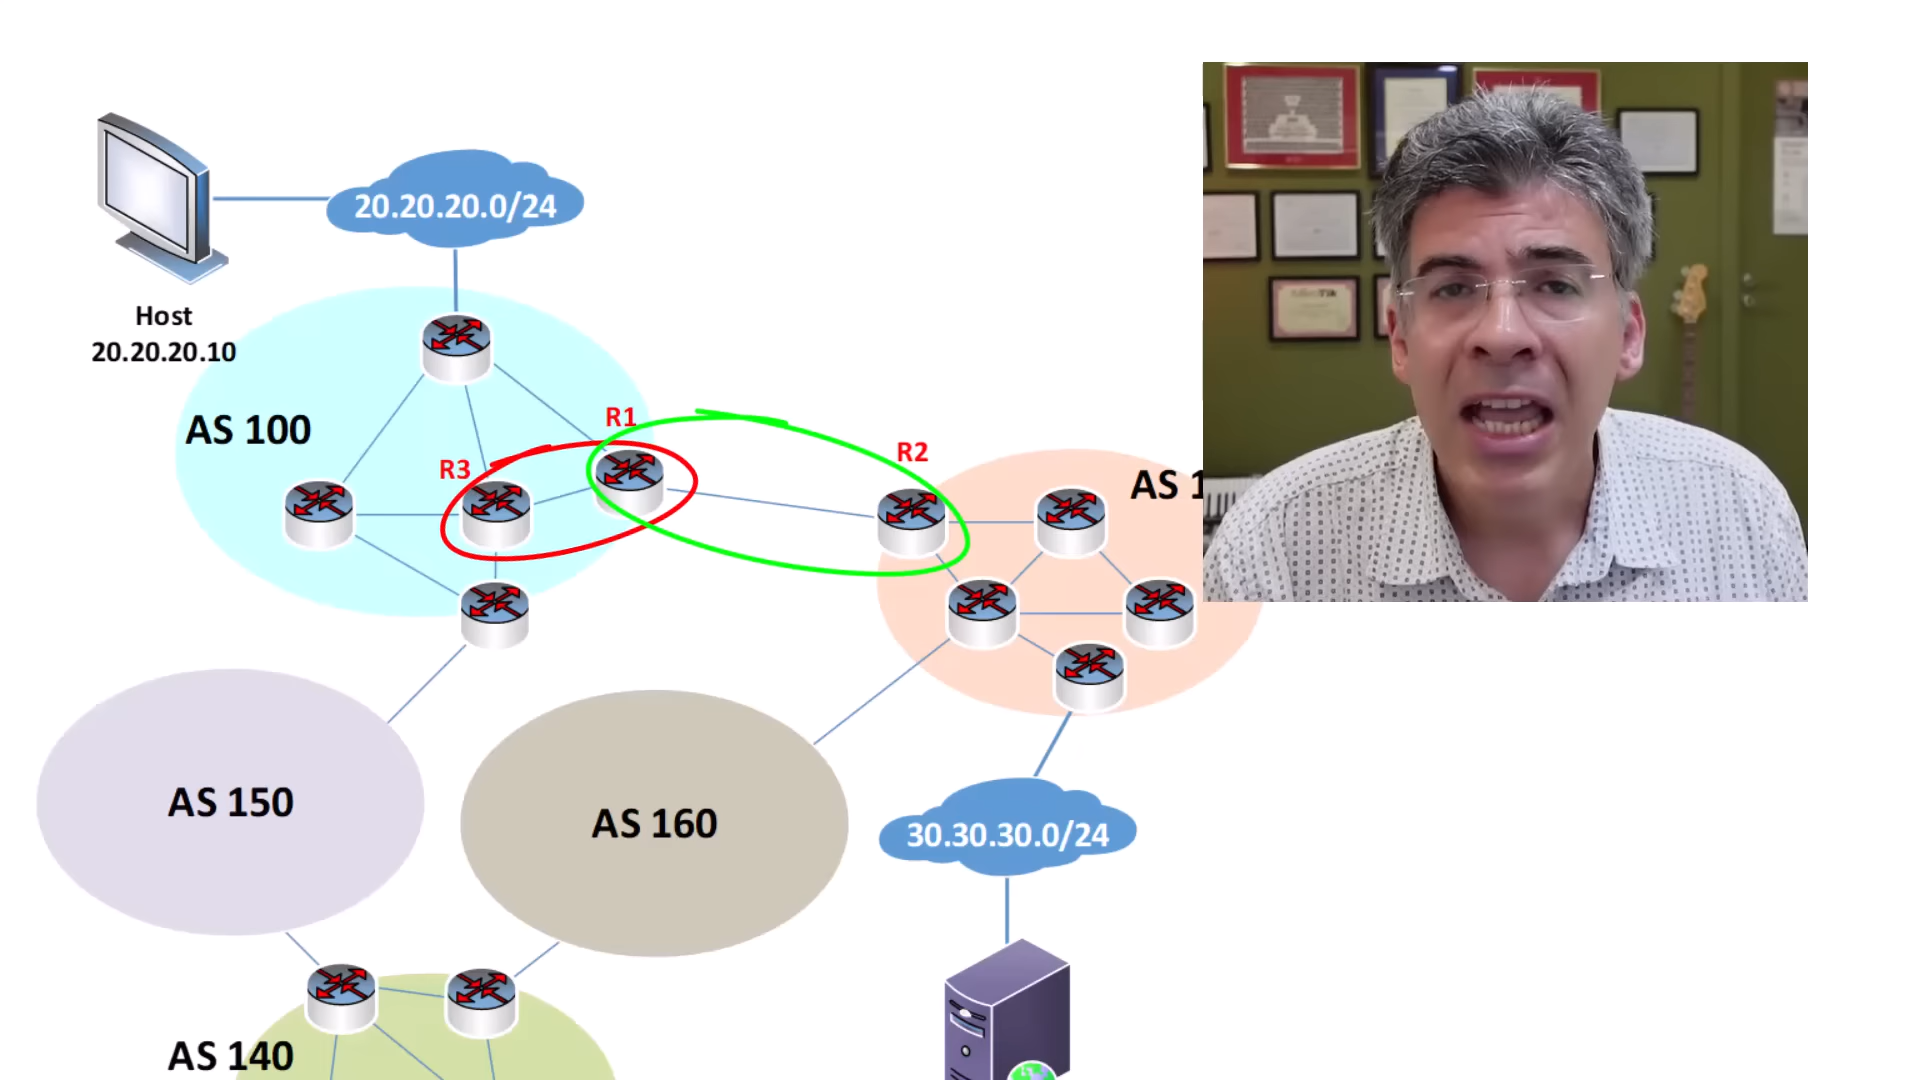 20.20.20.0/24
Host
20.20.20.10
AS 100
R1
R3
R2
AS 1
AS 150
AS 160
30.30.30.0/24
AS 140